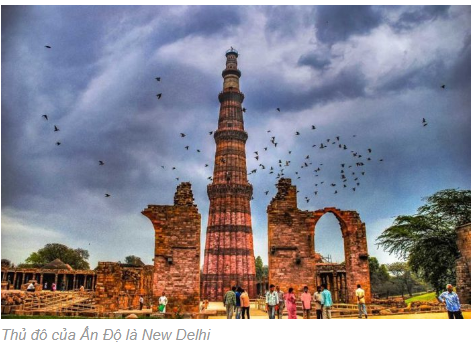 Thủ đô của Ấn Độ là New Delhi